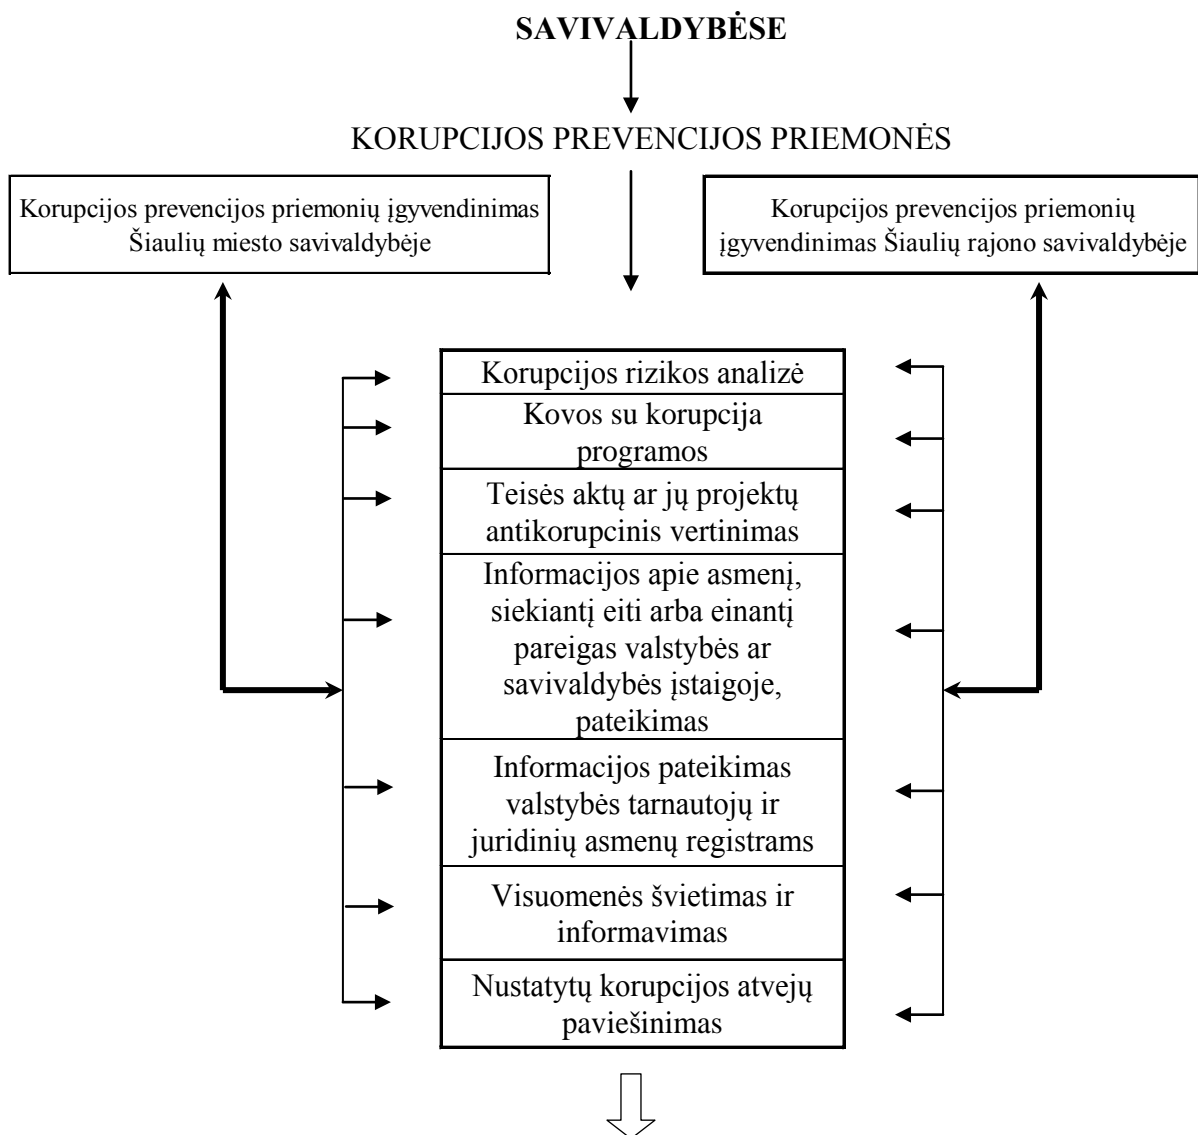 SAVIVALDYBĖSE
KORUPCIJOS PREVENCIJOS PRIEMONĖS
Korupcijos prevencijos priemonių įgyvendinimas
Šiaulių miesto savivaldybėje
Korupcijos prevencijos priemonių
įgyvendinimas Šiaulių rajono savivaldybėje
Korupcijos rizikos analizė
Kovos su korupcija
programos
Teisės aktų ar jų projektų
antikorupcinis vertinimas
Informacijos apie asmenį,
siekiantį eiti arba einantį
pareigas valstybės ar
savivaldybės įstaigoje,
pateikimas
Informacijos pateikimas
valstybės tarnautojų ir
juridinių asmenų registrams
Visuomenės švietimas ir
informavimas
Nustatytų korupcijos atvejų
paviešinimas